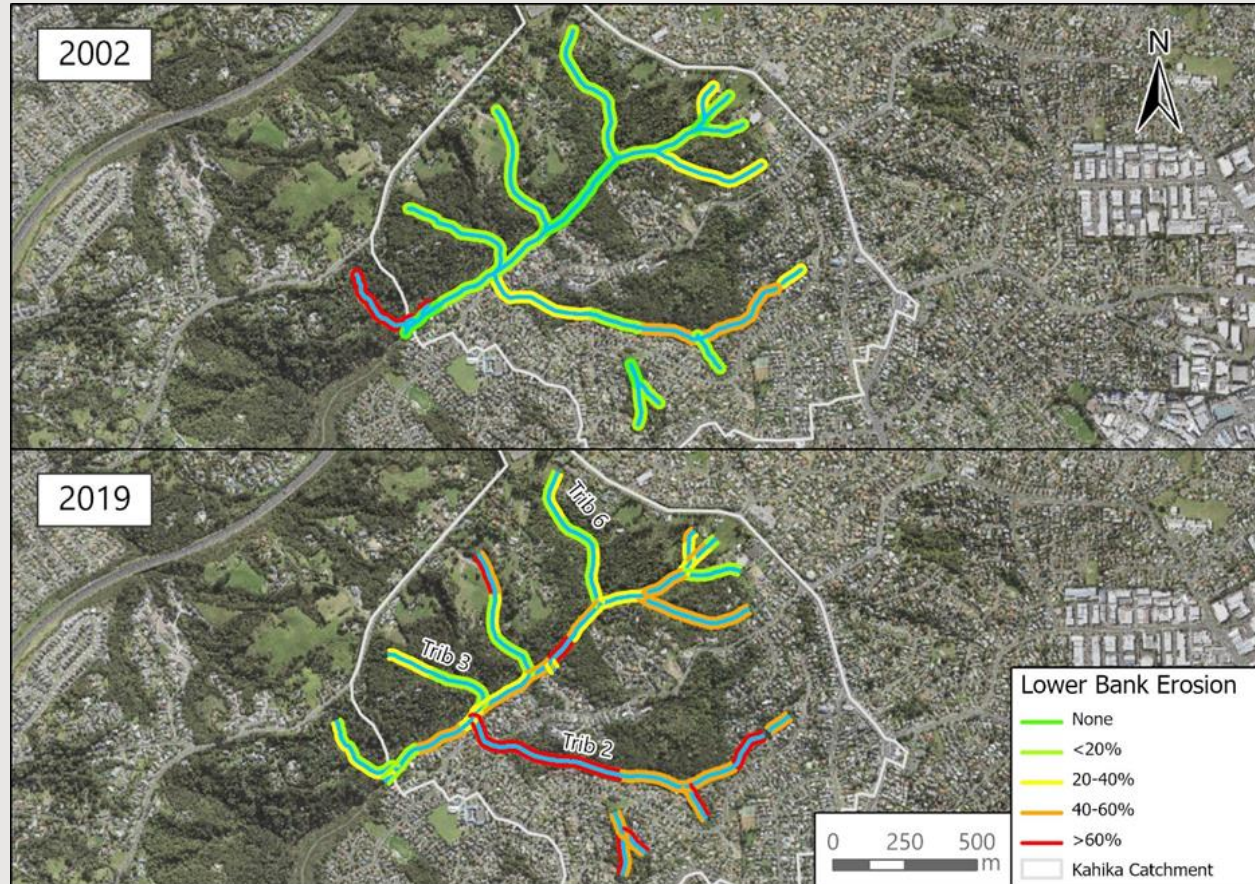 2002
N
2019
Trib 6
Trib 3
Trib 2
Lower Bank Erosion
None
<20%
20-40%
40-60%
>60%
Kahika Catchment
0 250 500
m